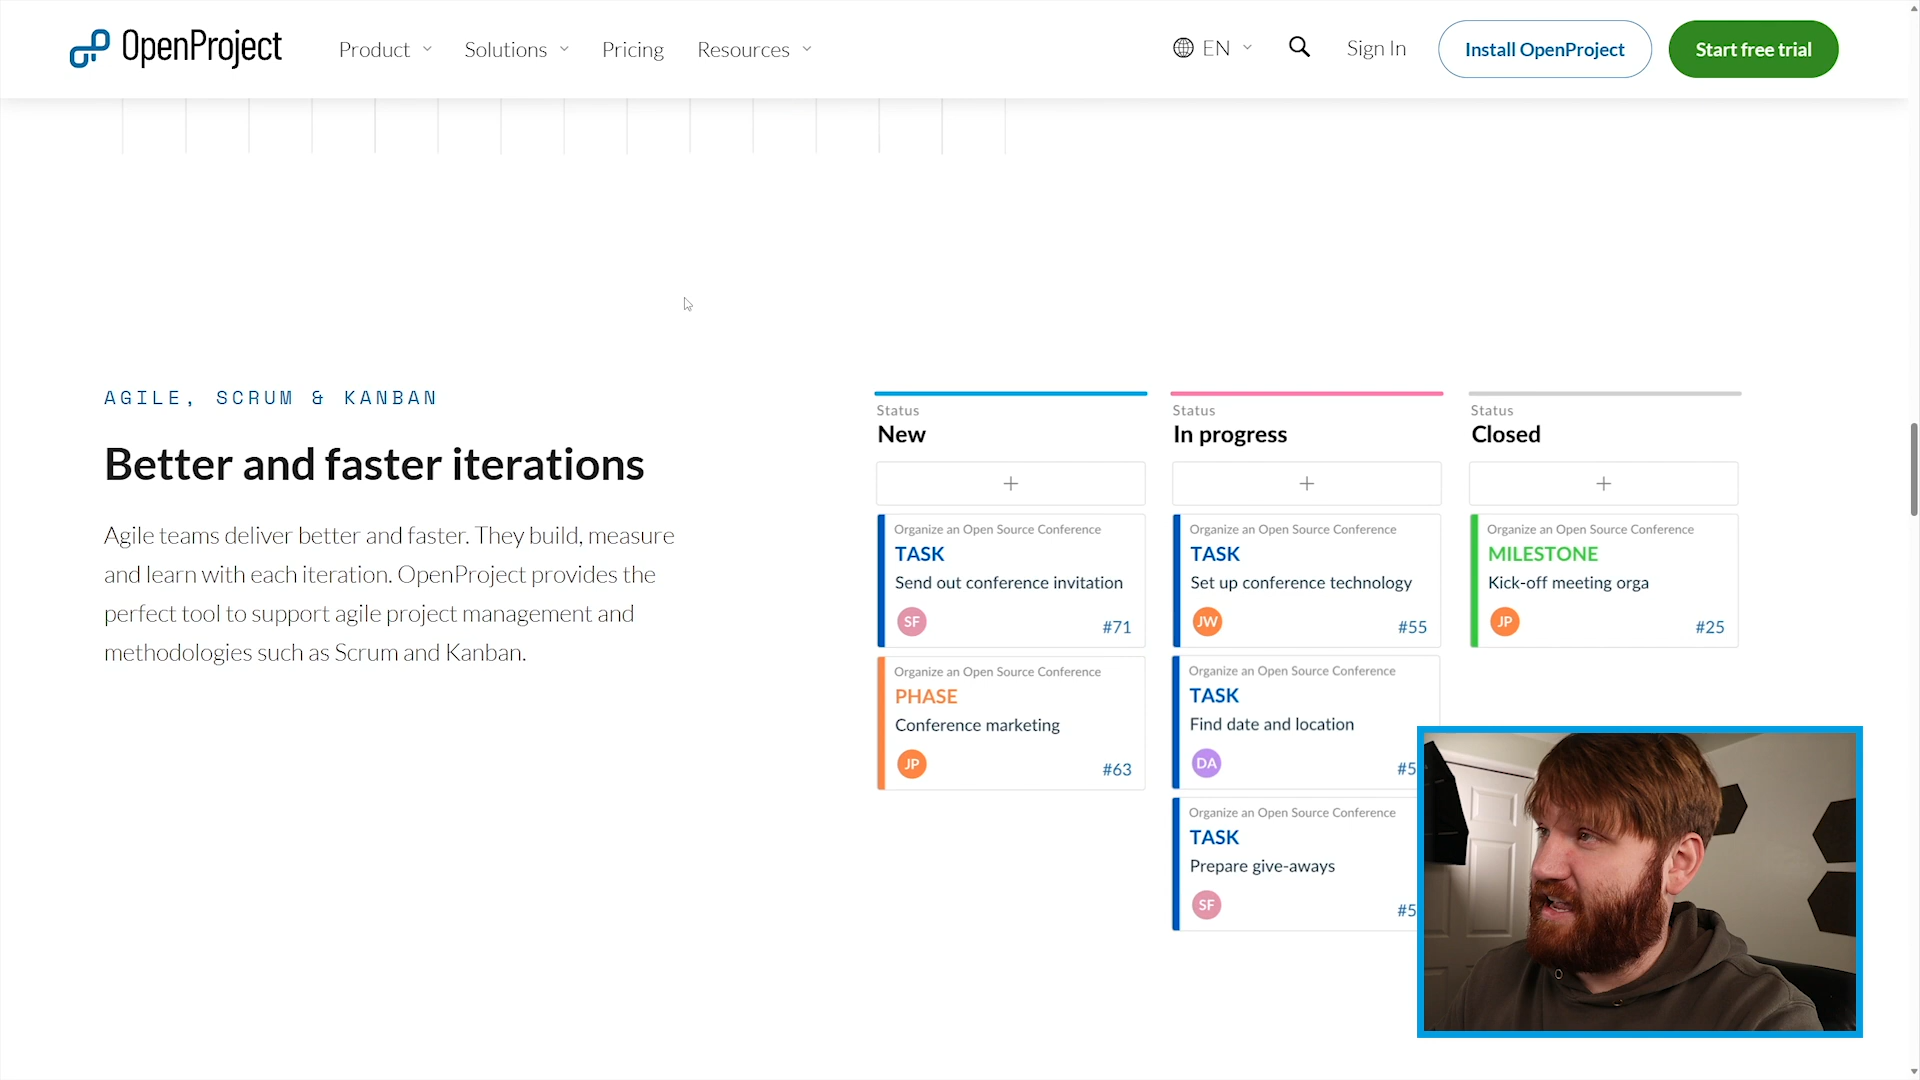 OpenProject
Product
Solutions
Pricing
Resources
EN
Sign In
Install OpenProject
Start free trial
AGILE, SCRUM & KANBAN
Better and faster iterations
Agile teams deliver better and faster. They build, measure
and learn with each iteration. OpenProject provides the
perfect tool to support agile project management and
methodologies such as Scrum and Kanban.
Status
New
+
Organize an Open Source Conference
TASK
Send out conference invitation
SF
#71
Organize an Open Source Conference
PHASE
Conference marketing
JP
#63
Status
In progress
+
Organize an Open Source Conference
TASK
Set up conference technology
JW
#55
Organize an Open Source Conference
TASK
Find date and location
DA
Organize an Open Source Conference
TASK
Prepare give-aways
SF
Status
Closed
+
Organize an Open Source Conference
MILESTONE
Kick-off meeting orga
JP
#25